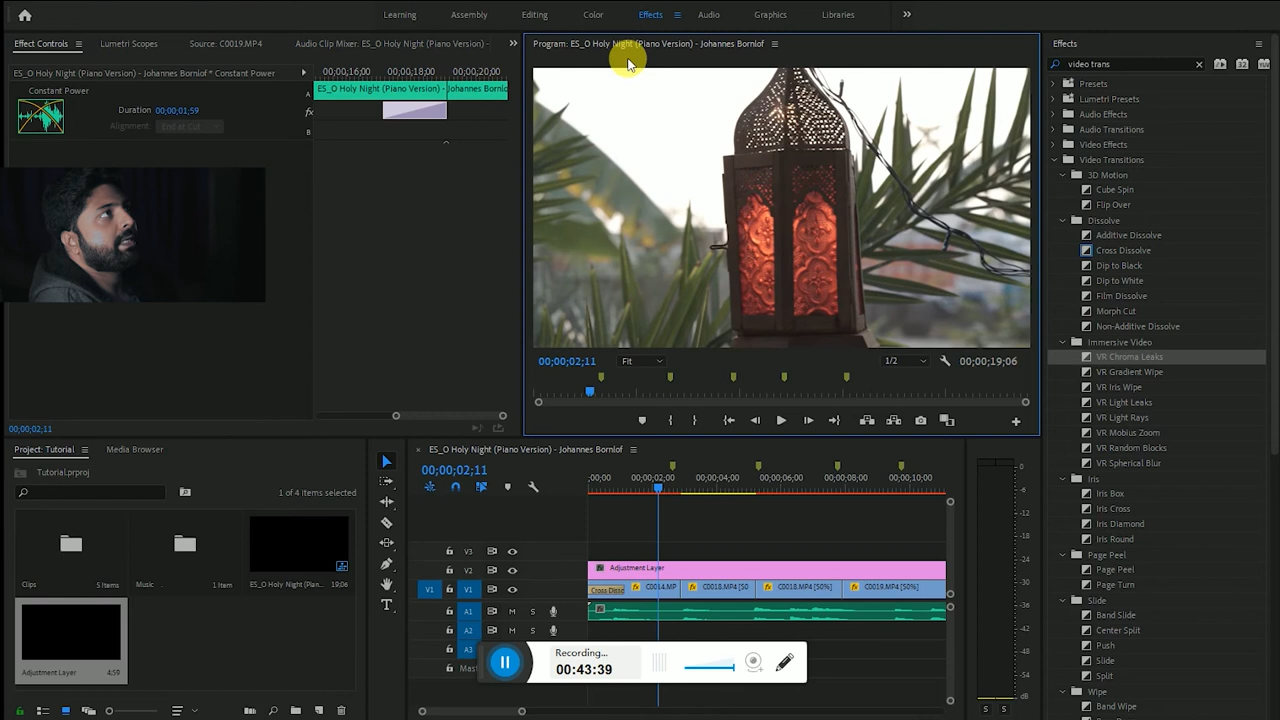 Learning Assembly Editing Color Effects Audio Graphics Libraries
Effect Controls Lumetri Scopes Source: C0019.MP4 Audio Clip Mixer: ES_O Holy Night (Piano Version) -
Program: ES_O Holy Night (Piano Version) - Johannes Bornlof
Effects
ES_O Holy Night (Piano Version) - Johannes Bornlof * Constant Power
00;00;16;00 00;00;18;00 00;00;20;00
video trans
Constant Power
A
ES_O Holy Night (Piano Version) - Johannes Bornlo
Duration 00;00;01;59
fx
Alignment: End at Cut
B
Presets
Lumetri Presets
Audio Effects
Audio Transitions
Video Effects
Video Transitions
3D Motion
Cube Spin
Flip Over
Dissolve
Additive Dissolve
Cross Dissolve
Dip to Black
Dip to White
Film Dissolve
Morph Cut
Non-Additive Dissolve
Immersive Video
VR Chroma Leaks
VR Gradient Wipe
VR Iris Wipe
VR Light Leaks
VR Light Rays
VR Mobius Zoom
VR Random Blocks
VR Spherical Blur
Iris
Iris Box
Iris Cross
Iris Diamond
Iris Round
Page Peel
Page Peel
Page Turn
Slide
Band Slide
Center Split
Push
Slide
Split
Wipe
Band Wipe
00;00;02;11 Fit 1/2 00;00;19;06
00;00;02;11
Project: Tutorial Media Browser
Tutorial.prproj
1 of 4 items selected
Clips 5 Items
Music 1 Item
ES_O Holy Night (Pian... 19;06
Adjustment Layer 4;59
ES_O Holy Night (Piano Version) - Johannes Bornlof
00;00;02;11
;00;00 00;00;02;00 00;00;04;00 00;00;06;00 00;00;08;00 00;00;10;00
V3
V2 Adjustment Layer
V1 V1 Cross Disso C0014.MP C0018.MP4 [50 C0018.MP4 [50%] C0019.MP4 [50%]
A1 M S
A2 M S
A3
Recording...
00:43:39
0
-6
-12
-18
-24
-30
-36
-42
-48
-54
dB
S S